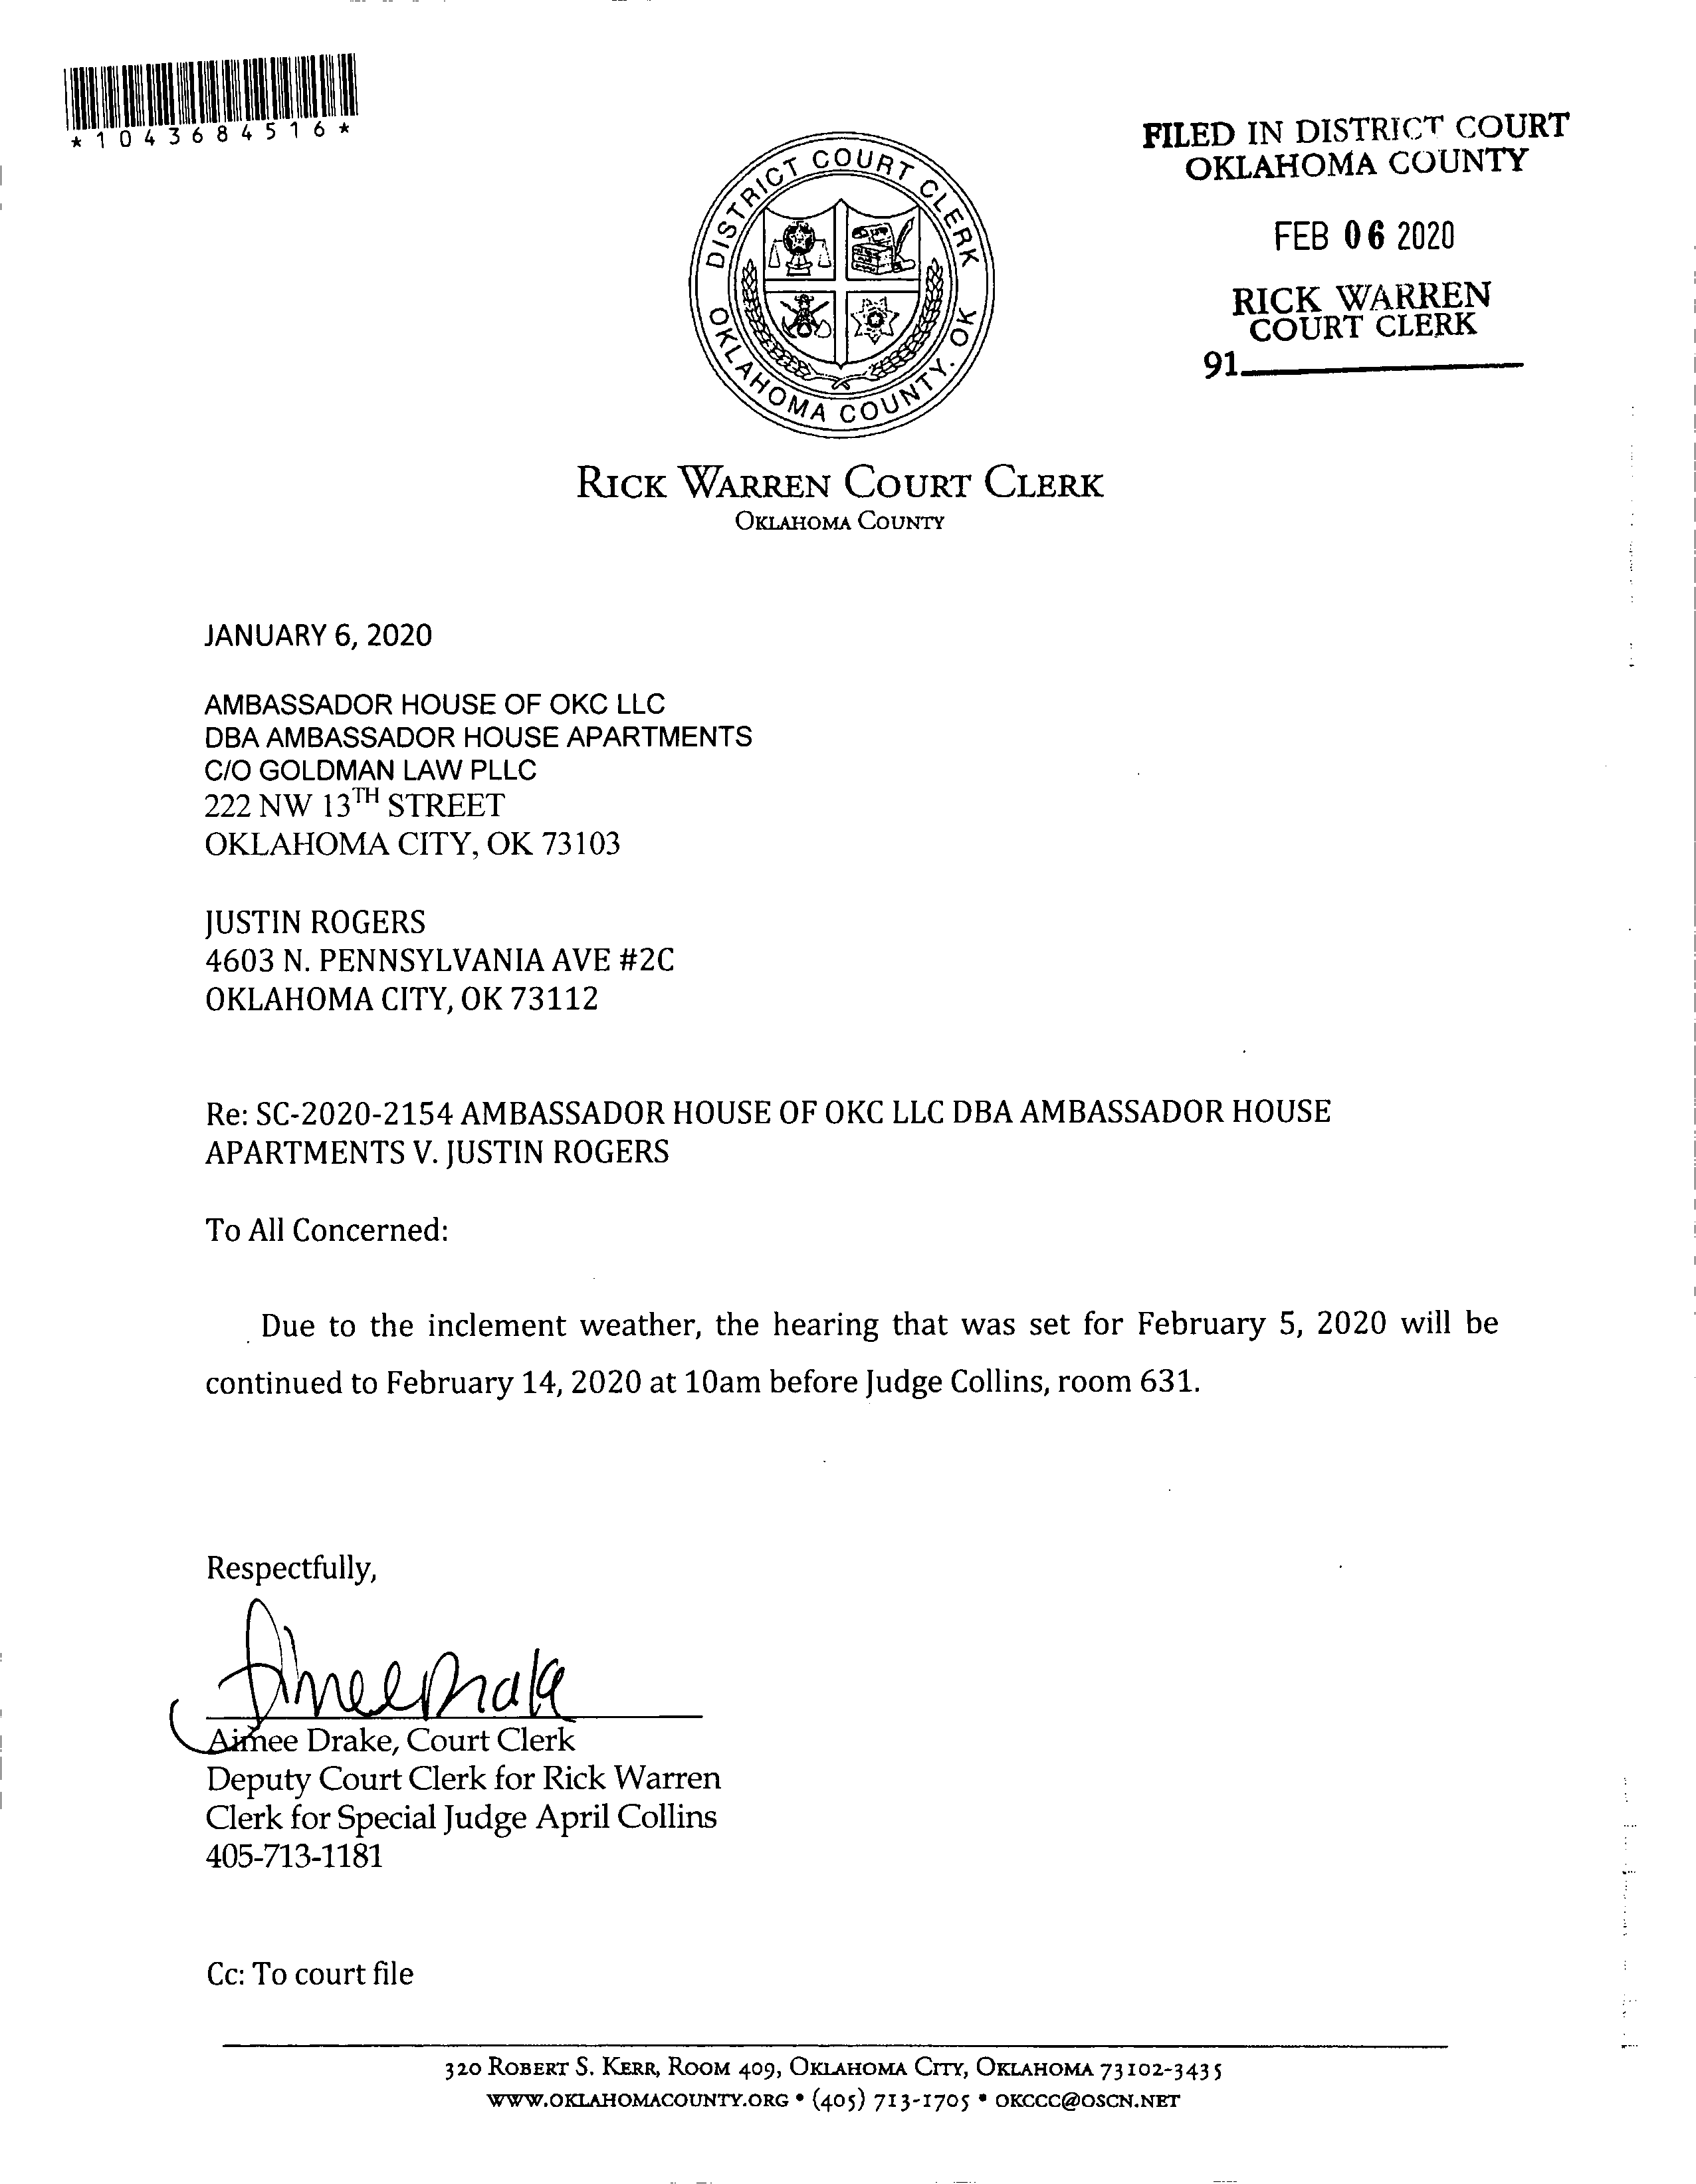 *1043684516*
FILED IN DISTRICT COURT
OKLAHOMA COUNTY
FEB 06 2020
RICK WARREN
COURT CLERK
91
DISTRICT COURT CLERK
OKLAHOMA COUNTY, OK
RICK WARREN COURT CLERK
OKLAHOMA COUNTY
JANUARY 6, 2020
AMBASSADOR HOUSE OF OKC LLC
DBA AMBASSADOR HOUSE APARTMENTS
C/O GOLDMAN LAW PLLC
222 NW 13TH STREET
OKLAHOMA CITY, OK 73103
JUSTIN ROGERS
4603 N. PENNSYLVANIA AVE #2C
OKLAHOMA CITY, OK 73112
Re: SC-2020-2154 AMBASSADOR HOUSE OF OKC LLC DBA AMBASSADOR HOUSE
APARTMENTS V. JUSTIN ROGERS
To All Concerned:
Due to the inclement weather, the hearing that was set for February 5, 2020 will be
continued to February 14, 2020 at 10am before Judge Collins, room 631.
Respectfully,
Aimee Drake
Aimee Drake, Court Clerk
Deputy Court Clerk for Rick Warren
Clerk for Special Judge April Collins
405-713-1181
Cc: To court file
320 ROBERT S. KERR, ROOM 409, OKLAHOMA CITY, OKLAHOMA 73102-3435
WWW.OKLAHOMACOUNTY.ORG • (405) 713-1705 • OKCCC@OSCN.NET